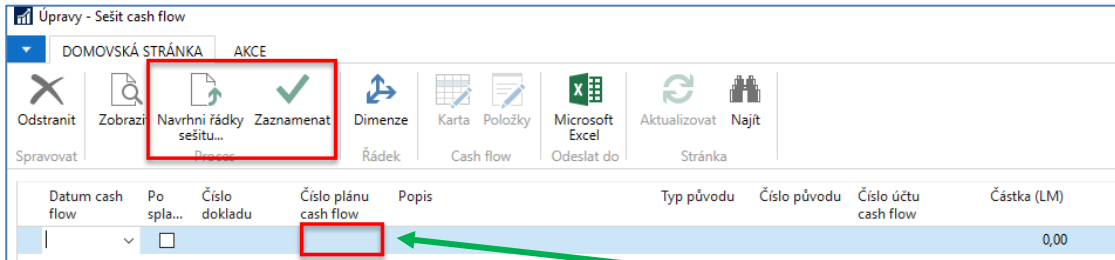 Úpravy - Sešit cash flow
DOMOVSKÁ STRÁNKA AKCE
Odstranit Zobrazit Navrhni řádky sešitu... Zaznamenat Dimenze Karta Položky Microsoft Excel Aktualizovat Najít
Spravovat Proces Řádek Cash flow Odeslat do Stránka
Datum cash flow Po spla... Číslo dokladu Číslo plánu cash flow Popis Typ původu Číslo původu Číslo účtu cash flow Částka (LM)
0,00